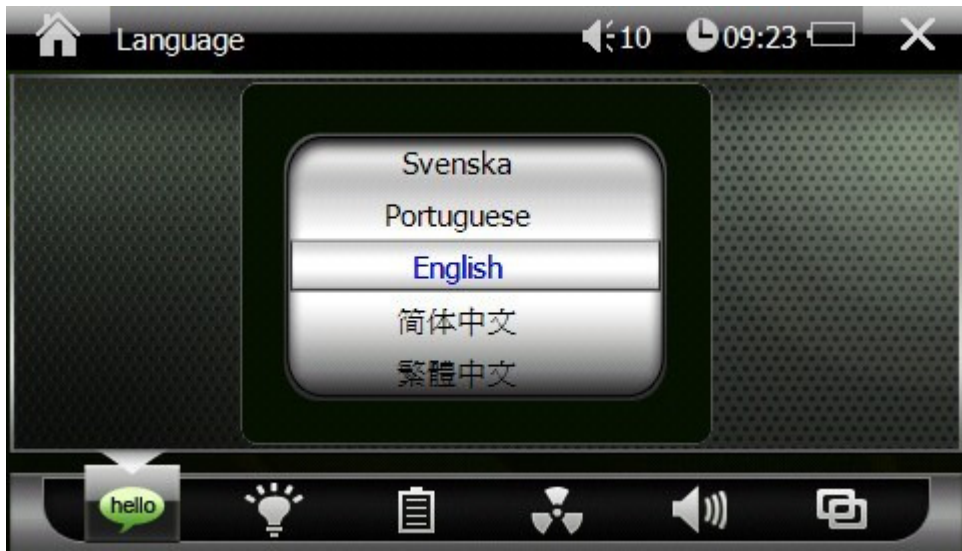 Language 10 09:23
Svenska
Portuguese
English
简体中文
繁體中文
hello